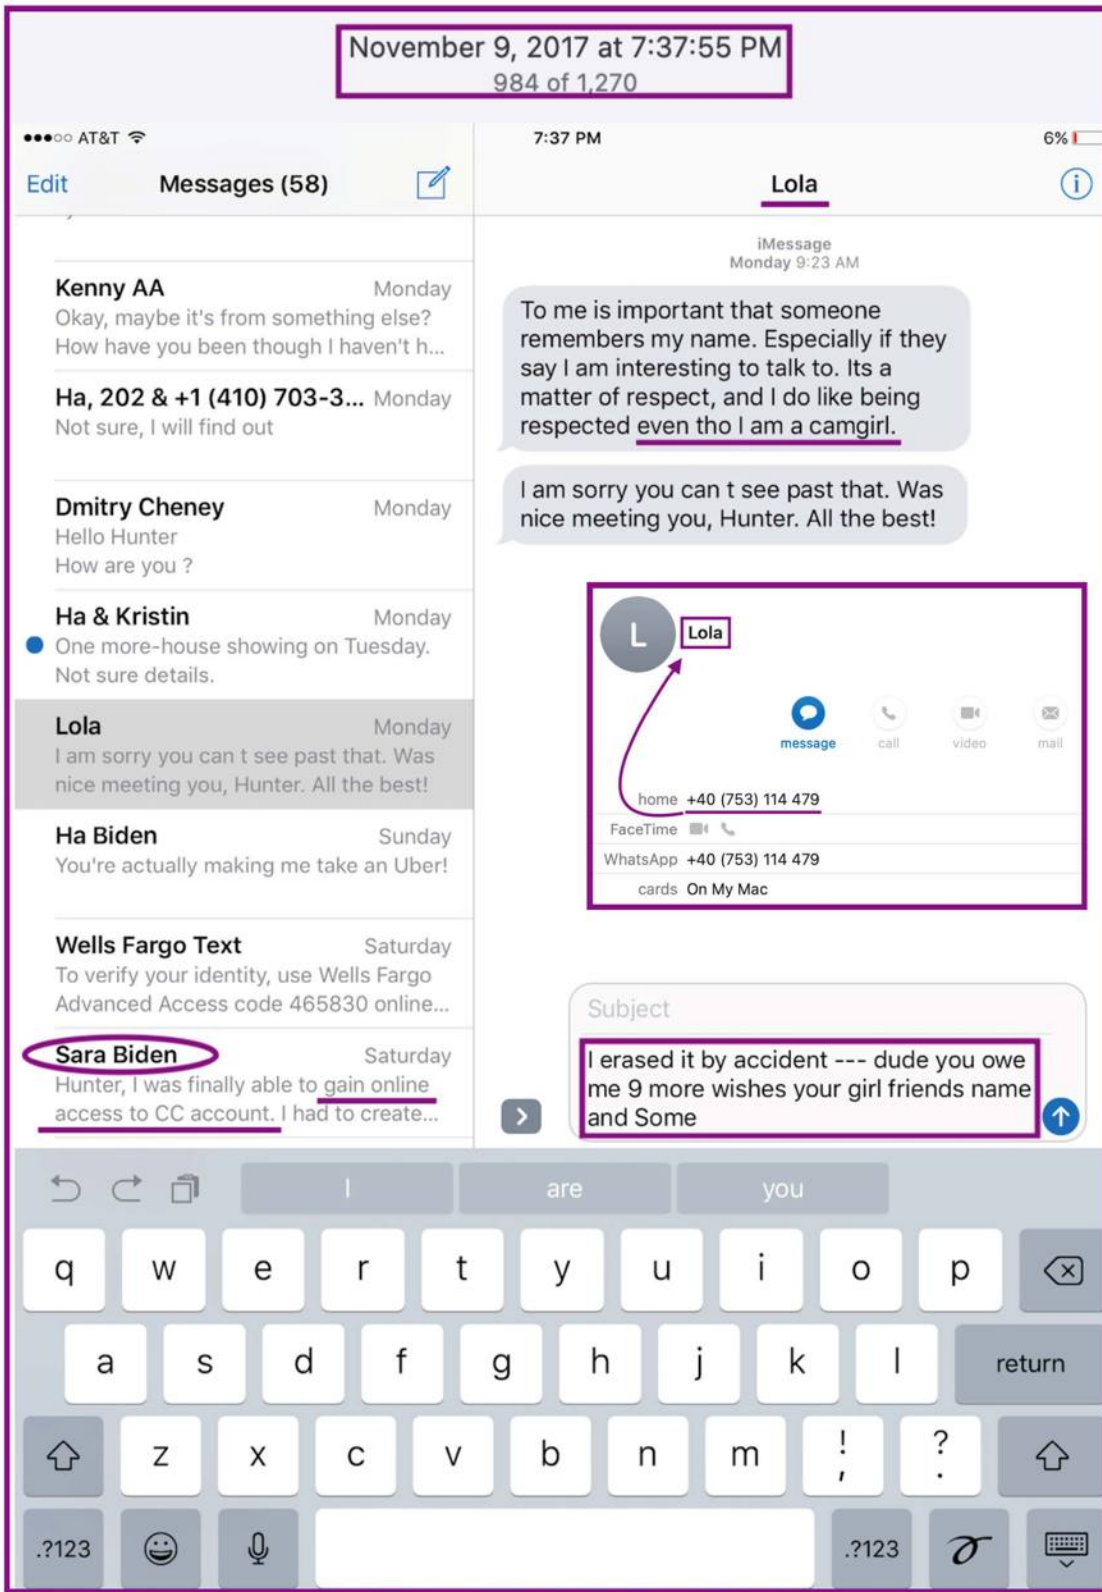 November 9, 2017 at 7:37:55 PM
984 of 1,270
AT&T
7:37 PM
6%
Edit
Messages (58)
Kenny AA
Monday
Okay, maybe it's from something else?
How have you been though I haven't h...
Ha, 202 & +1 (410) 703-3...
Monday
Not sure, I will find out
Dmitry Cheney
Monday
Hello Hunter
How are you ?
Ha & Kristin
Monday
One more-house showing on Tuesday.
Not sure details.
Lola
Monday
I am sorry you can t see past that. Was
nice meeting you, Hunter. All the best!
Ha Biden
Sunday
You're actually making me take an Uber!
Wells Fargo Text
Saturday
To verify your identity, use Wells Fargo
Advanced Access code 465830 online...
Sara Biden
Saturday
Hunter, I was finally able to gain online
access to CC account. I had to create...
Lola
iMessage
Monday 9:23 AM
To me is important that someone
remembers my name. Especially if they
say I am interesting to talk to. Its a
matter of respect, and I do like being
respected even tho I am a camgirl.
I am sorry you can t see past that. Was
nice meeting you, Hunter. All the best!
L
Lola
message
call
video
mail
home +40 (753) 114 479
FaceTime
WhatsApp +40 (753) 114 479
cards On My Mac
Subject
I erased it by accident --- dude you owe
me 9 more wishes your girl friends name
and Some
I are you
q w e r t y u i o p
a s d f g h j k l return
z x c v b n m ! , ? .
.?123 .?123